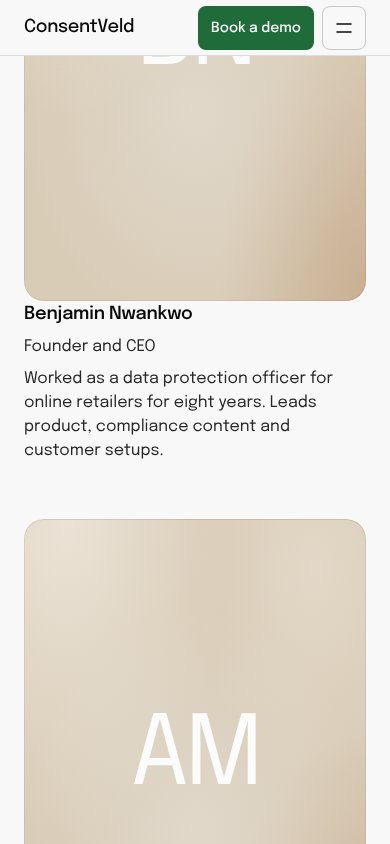 ConsentVeld
Book a demo
BN
Benjamin Nwankwo
Founder and CEO
Worked as a data protection officer for
online retailers for eight years. Leads
product, compliance content and
customer setups.
AM